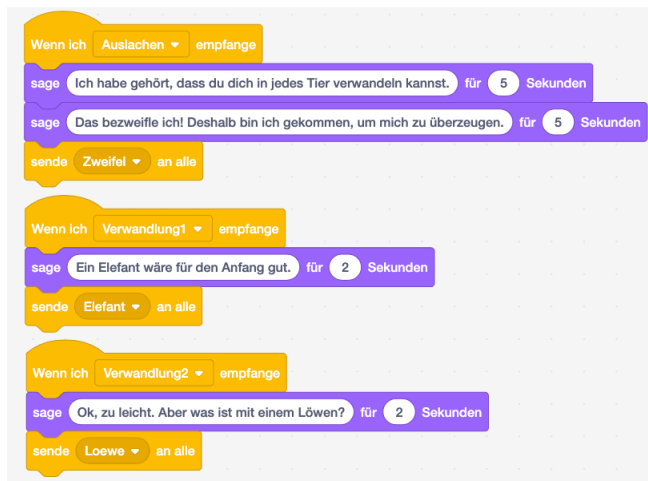 Wenn ich Auslachen empfange
sage Ich habe gehört, dass du dich in jedes Tier verwandeln kannst. für 5 Sekunden
sage Das bezweifle ich! Deshalb bin ich gekommen, um mich zu überzeugen. für 5 Sekunden
sende Zweifel an alle
Wenn ich Verwandlung1 empfange
sage Ein Elefant wäre für den Anfang gut. für 2 Sekunden
sende Elefant an alle
Wenn ich Verwandlung2 empfange
sage Ok, zu leicht. Aber was ist mit einem Löwen? für 2 Sekunden
sende Loewe an alle